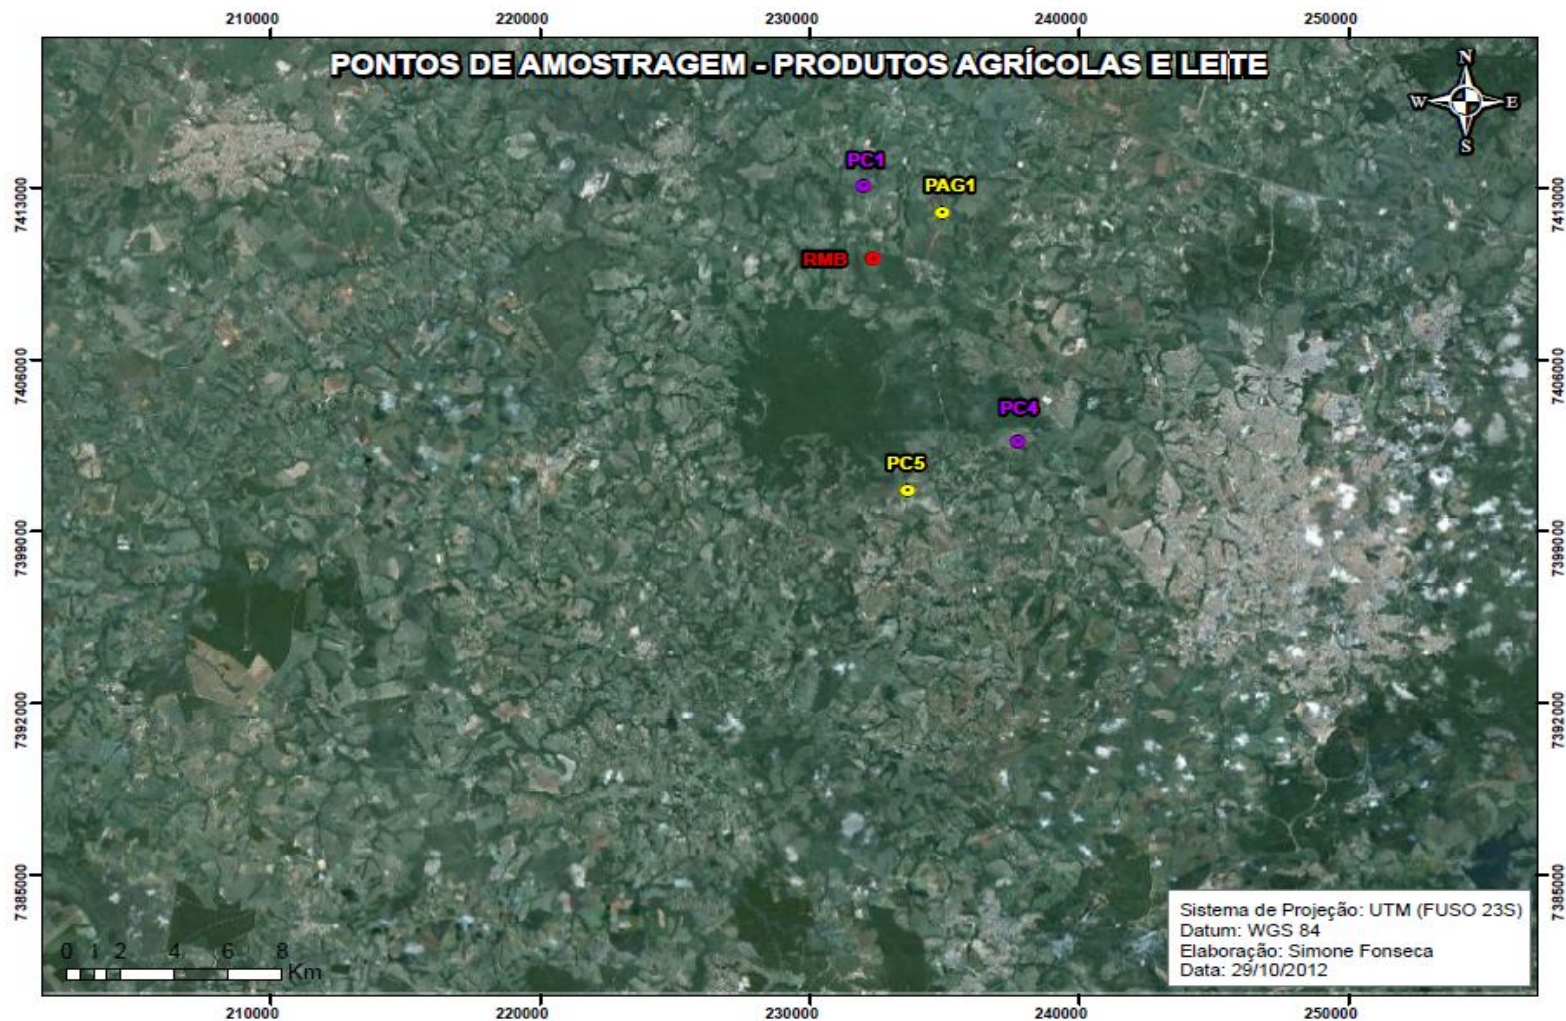 210000 220000 230000 240000 250000
PONTOS DE AMOSTRAGEM - PRODUTOS AGRÍCOLAS E LEITE
N
W E
S
PC1
PAG1
7413000 7413000
RMB
7406000 7406000
PC4
PC5
7399000 7399000
7392000 7392000
7385000 7385000
Sistema de Projeção: UTM (FUSO 23S)
Datum: WGS 84
Elaboração: Simone Fonseca
Data: 29/10/2012
0 1 2 4 6 8
Km
210000 220000 230000 240000 250000